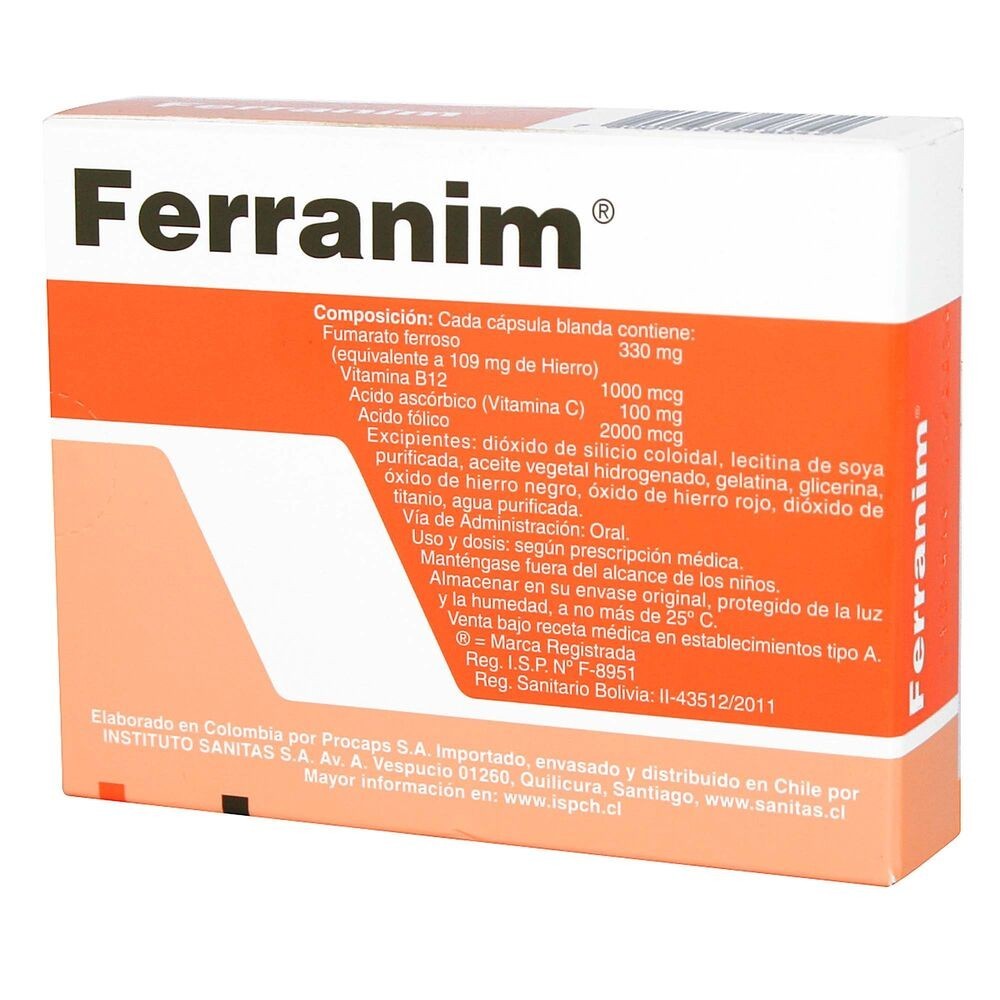 Ferranim
Ferranim®
Composición: Cada cápsula blanda contiene:
Fumarato ferroso 330 mg
(equivalente a 109 mg de Hierro)
Vitamina B12 1000 mcg
Acido ascórbico (Vitamina C) 100 mg
Acido fólico 2000 mcg
Excipientes: dióxido de silicio coloidal, lecitina de soya
purificada, aceite vegetal hidrogenado, gelatina, glicerina,
óxido de hierro negro, óxido de hierro rojo, dióxido de
titanio, agua purificada.
Vía de Administración: Oral.
Uso y dosis: según prescripción médica.
Manténgase fuera del alcance de los niños.
Almacenar en su envase original, protegido de la luz
y la humedad, a no más de 25º C.
Venta bajo receta médica en establecimientos tipo A.
® = Marca Registrada
Reg. I.S.P. Nº F-8951
Reg. Sanitario Bolivia: II-43512/2011
Elaborado en Colombia por Procaps S.A. Importado, envasado y distribuido en Chile por
INSTITUTO SANITAS S.A. Av. A. Vespucio 01260, Quilicura, Santiago, www.sanitas.cl
Mayor información en: www.ispch.cl
Ferranim®